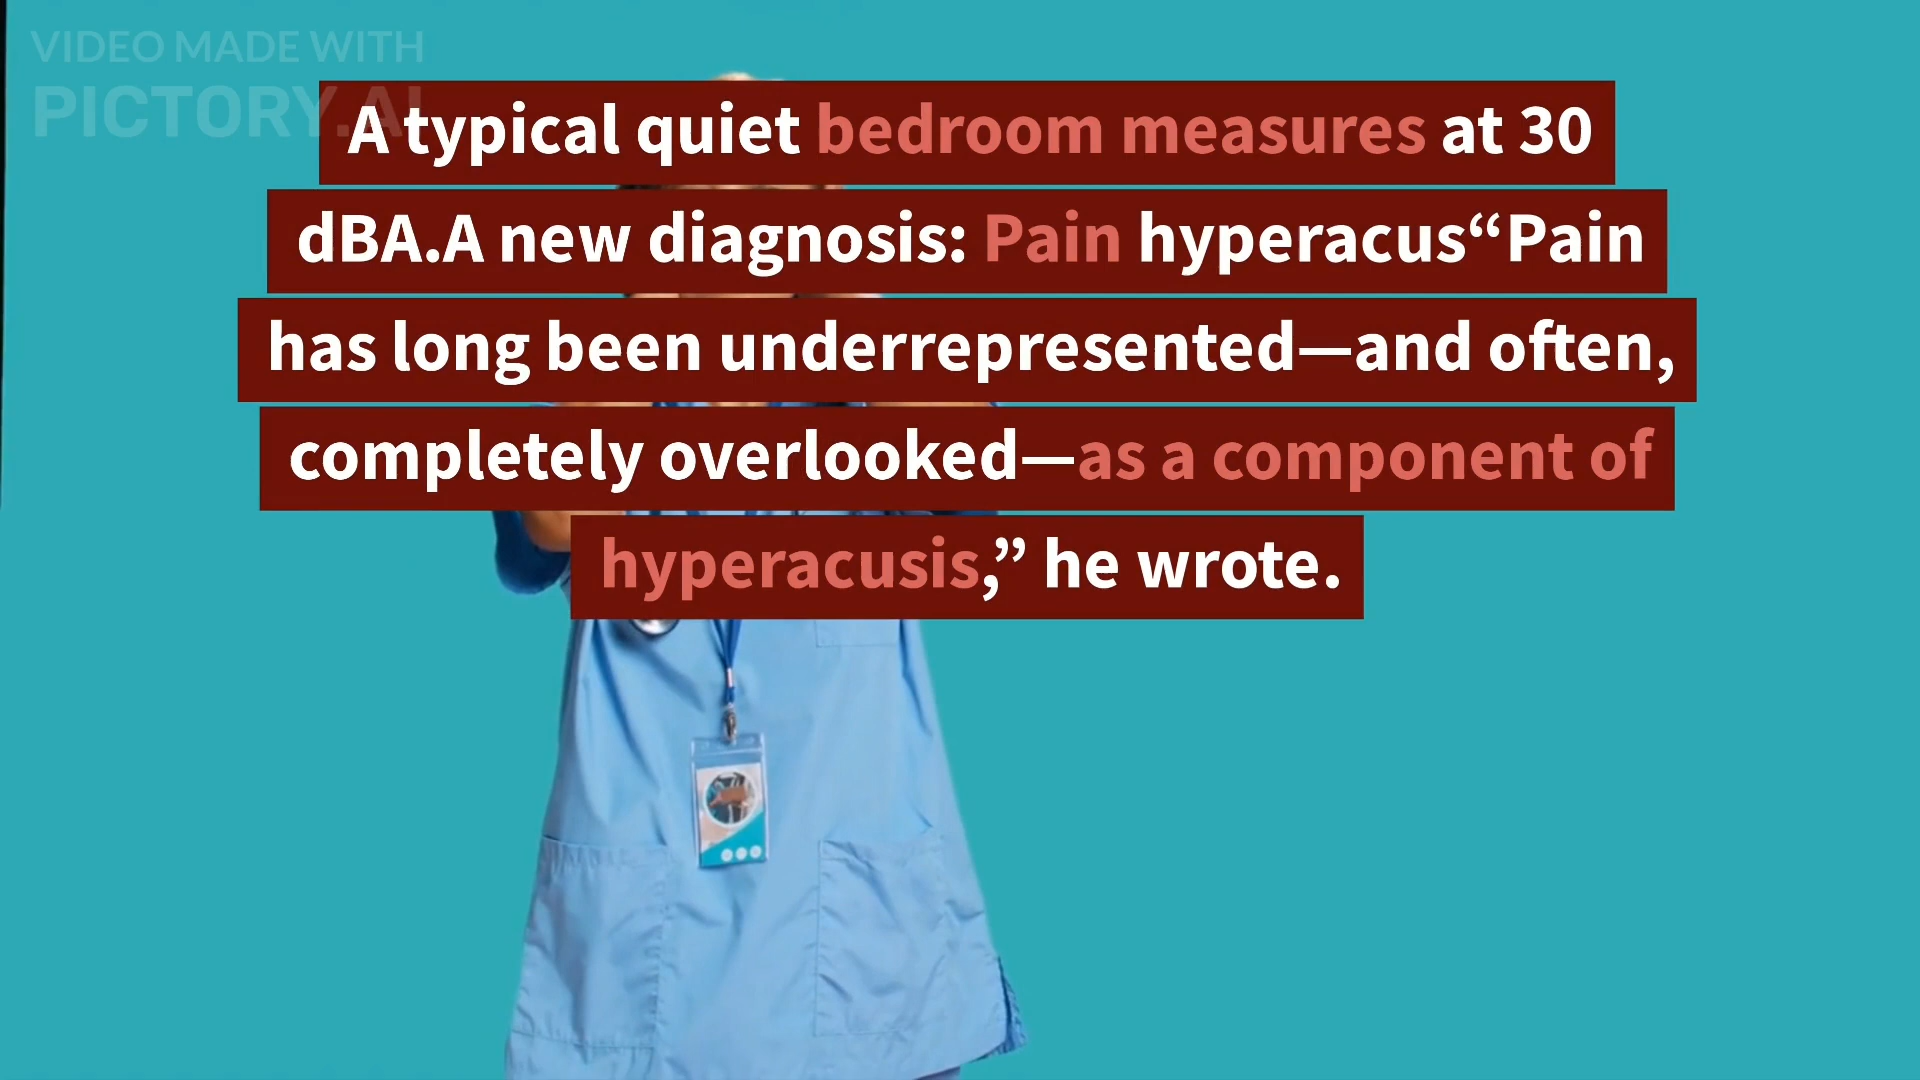 VIDEO MADE WITH
PICTORY.AI
A typical quiet bedroom measures at 30
dBA.A new diagnosis: Pain hyperacus“Pain
has long been underrepresented—and often,
completely overlooked—as a component of
hyperacusis,” he wrote.